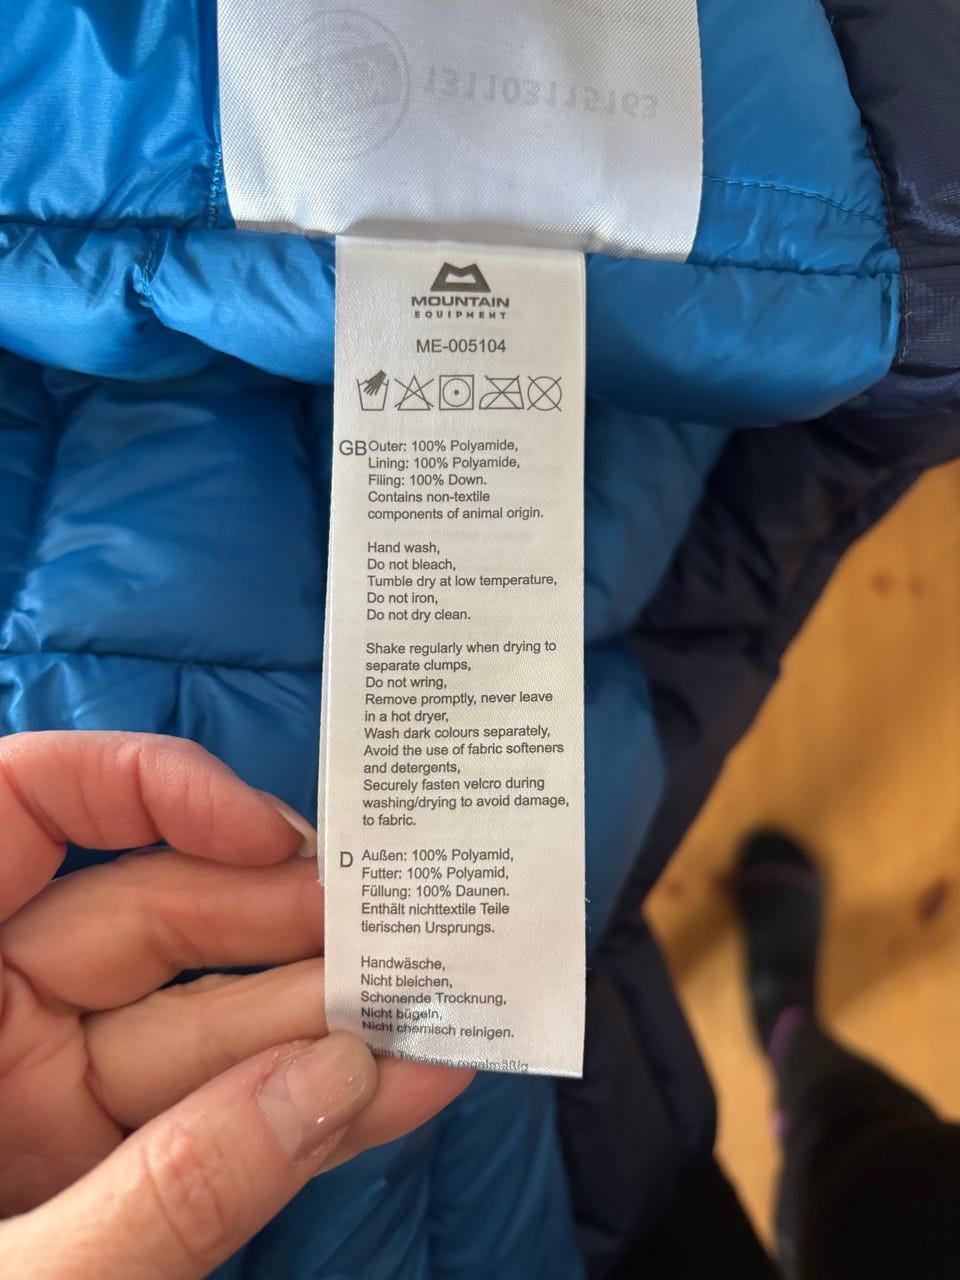 131103115163
MOUNTAIN
EQUIPMENT
ME-005104
GB Outer: 100% Polyamide,
Lining: 100% Polyamide,
Filing: 100% Down.
Contains non-textile
components of animal origin.
Hand wash,
Do not bleach,
Tumble dry at low temperature,
Do not iron,
Do not dry clean.
Shake regularly when drying to
separate clumps,
Do not wring,
Remove promptly, never leave
in a hot dryer,
Wash dark colours separately,
Avoid the use of fabric softeners
and detergents,
Securely fasten velcro during
washing/drying to avoid damage,
to fabric.
D Außen: 100% Polyamid,
Futter: 100% Polyamid,
Füllung: 100% Daunen.
Enthält nichttextile Teile
tierischen Ursprungs.
Handwäsche,
Nicht bleichen,
Schonende Trocknung,
Nicht bügeln,
Nicht chemisch reinigen.
Beim Trocknen regelmäßig